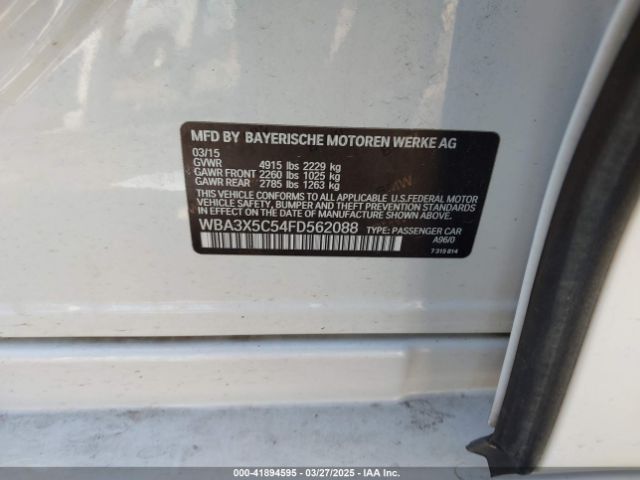 MFD BY BAYERISCHE MOTOREN WERKE AG
03/15
GVWR 4915 lbs 2229 kg
GAWR FRONT 2260 lbs 1025 kg
GAWR REAR 2785 lbs 1263 kg
THIS VEHICLE CONFORMS TO ALL APPLICABLE U.S.FEDERAL MOTOR
VEHICLE SAFETY, BUMPER AND THEFT PREVENTION STANDARDS IN
EFFECT ON THE DATE OF MANUFACTURE SHOWN ABOVE.
WBA3X5C54FD562088 TYPE: PASSENGER CAR
A96/0
7 319 814
000-41894595 - 03/27/2025 - IAA Inc.